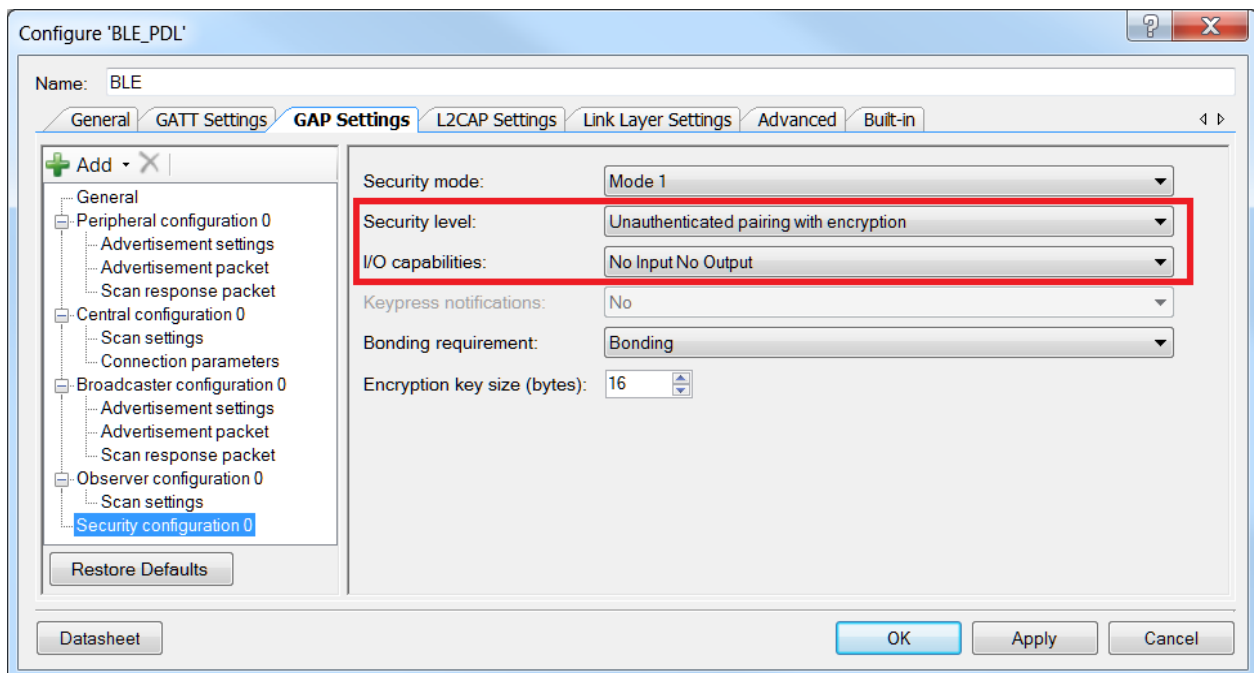 Configure 'BLE_PDL'
Name: BLE
General GATT Settings GAP Settings L2CAP Settings Link Layer Settings Advanced Built-in
Add
General
Peripheral configuration 0
Advertisement settings
Advertisement packet
Scan response packet
Central configuration 0
Scan settings
Connection parameters
Broadcaster configuration 0
Advertisement settings
Advertisement packet
Scan response packet
Observer configuration 0
Scan settings
Security configuration 0
Restore Defaults
Security mode: Mode 1
Security level: Unauthenticated pairing with encryption
I/O capabilities: No Input No Output
Keypress notifications: No
Bonding requirement: Bonding
Encryption key size (bytes): 16
Datasheet OK Apply Cancel